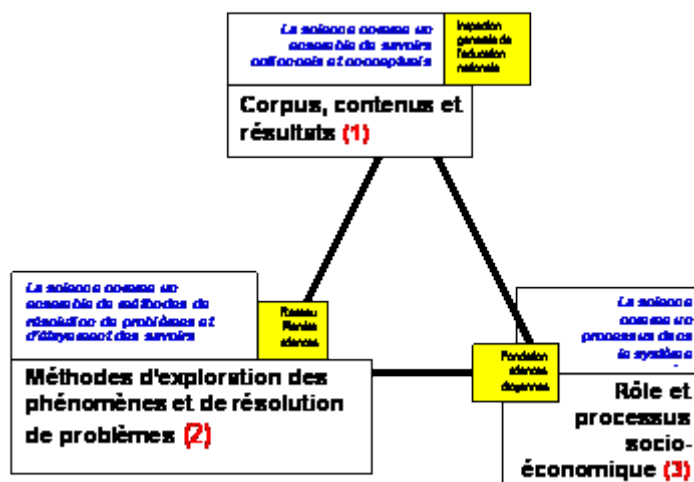 La science comme un
ensemble de savoirs
et conceptuels
Inspection
générale de
l'éducation
nationale
Corpus, contenus et
résultats (1)
La science comme un
ensemble de méthodes de
résolution de problèmes et
d'étayement des savoirs
Réseau
sciences
Méthodes d'exploration des
phénomènes et de résolution
de problèmes (2)
La science
comme un
processus dans
le système
Fondation
sciences
citoyennes
Rôle et
processus
socio-
économique (3)